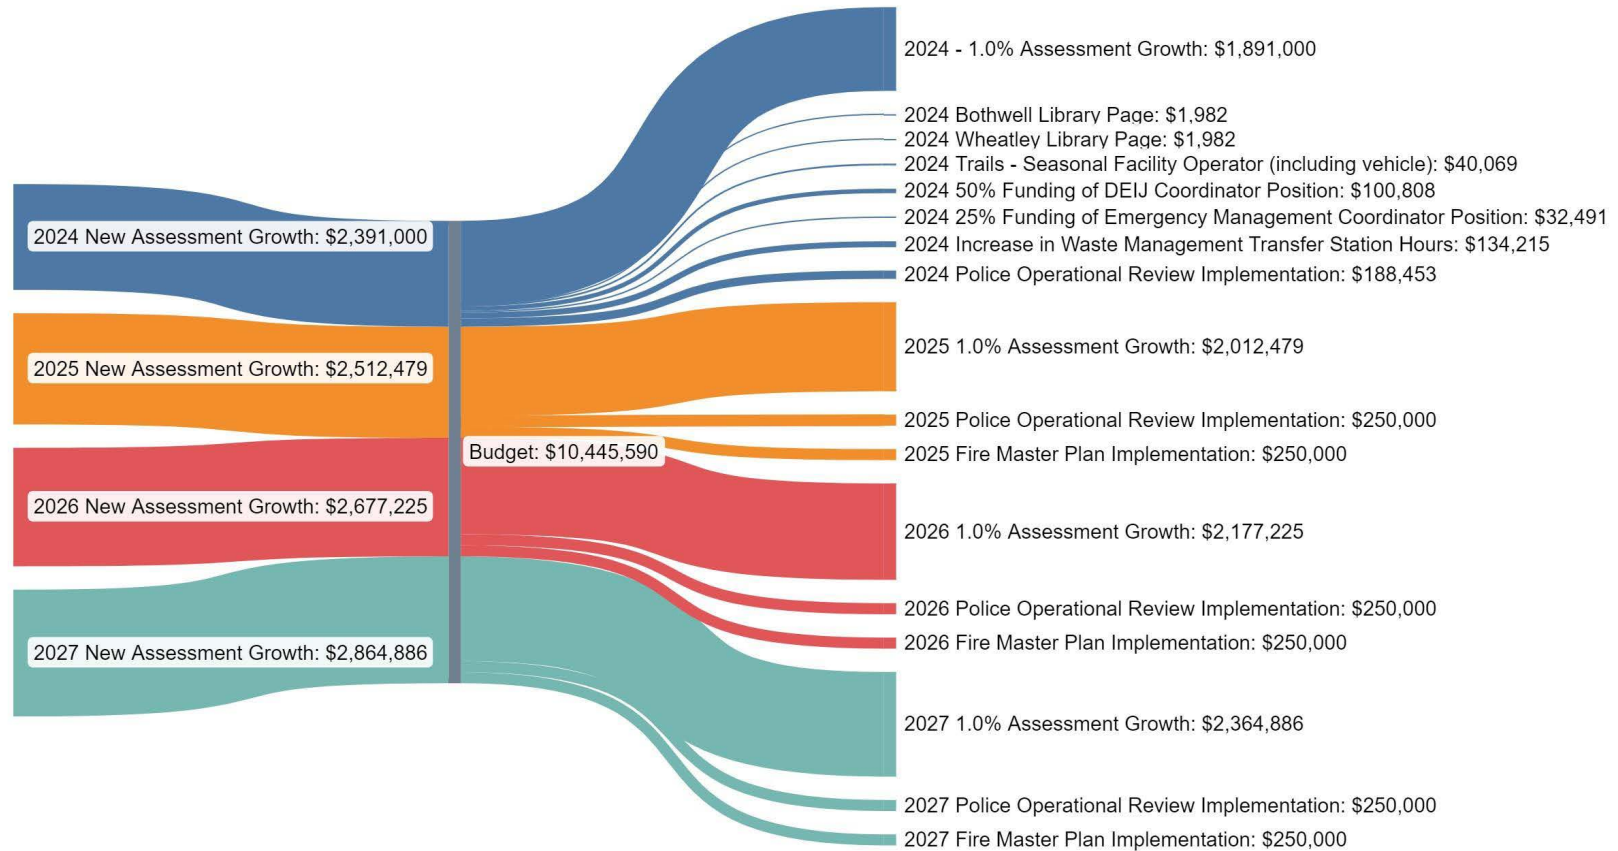 2024 New Assessment Growth: $2,391,000
2025 New Assessment Growth: $2,512,479
2026 New Assessment Growth: $2,677,225
2027 New Assessment Growth: $2,864,886
Budget: $10,445,590
2024 - 1.0% Assessment Growth: $1,891,000
2024 Bothwell Library Page: $1,982
2024 Wheatley Library Page: $1,982
2024 Trails - Seasonal Facility Operator (including vehicle): $40,069
2024 50% Funding of DEIJ Coordinator Position: $100,808
2024 25% Funding of Emergency Management Coordinator Position: $32,491
2024 Increase in Waste Management Transfer Station Hours: $134,215
2024 Police Operational Review Implementation: $188,453
2025 1.0% Assessment Growth: $2,012,479
2025 Police Operational Review Implementation: $250,000
2025 Fire Master Plan Implementation: $250,000
2026 1.0% Assessment Growth: $2,177,225
2026 Police Operational Review Implementation: $250,000
2026 Fire Master Plan Implementation: $250,000
2027 1.0% Assessment Growth: $2,364,886
2027 Police Operational Review Implementation: $250,000
2027 Fire Master Plan Implementation: $250,000